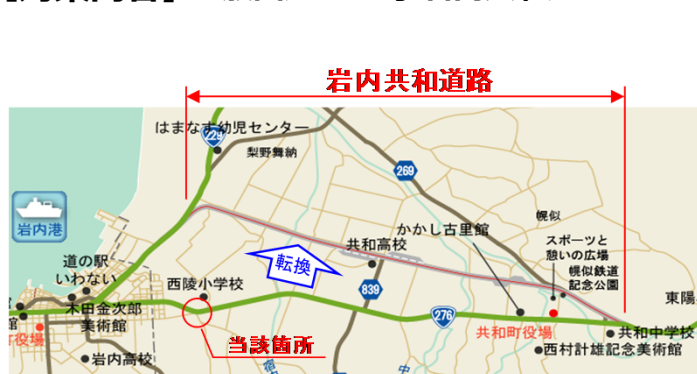 岩内共和道路
はまなす幼児センター
229
梨野舞納
269
岩内港
かかし古里館
幌似
共和高校
スポーツと
憩いの広場
幌似鉄道
記念公園
道の駅
いわない
転換
西陵小学校
839
東陽
木田金次郎
美術館
276
共和町役場
共和中学校
当該箇所
西村計雄記念美術館
館
役場
岩内高校
中